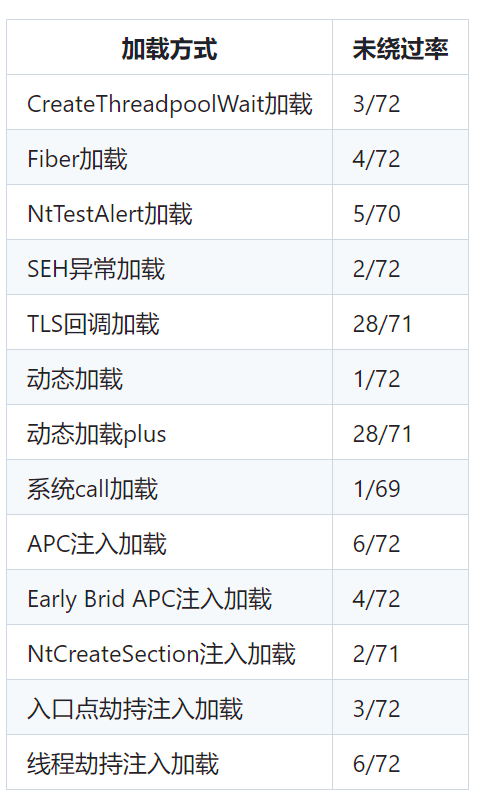 加载方式 未绕过率
CreateThreadpoolWait加载 3/72
Fiber加载 4/72
NtTestAlert加载 5/70
SEH异常加载 2/72
TLS回调加载 28/71
动态加载 1/72
动态加载plus 28/71
系统call加载 1/69
APC注入加载 6/72
Early Brid APC注入加载 4/72
NtCreateSection注入加载 2/71
入口点劫持注入加载 3/72
线程劫持注入加载 6/72